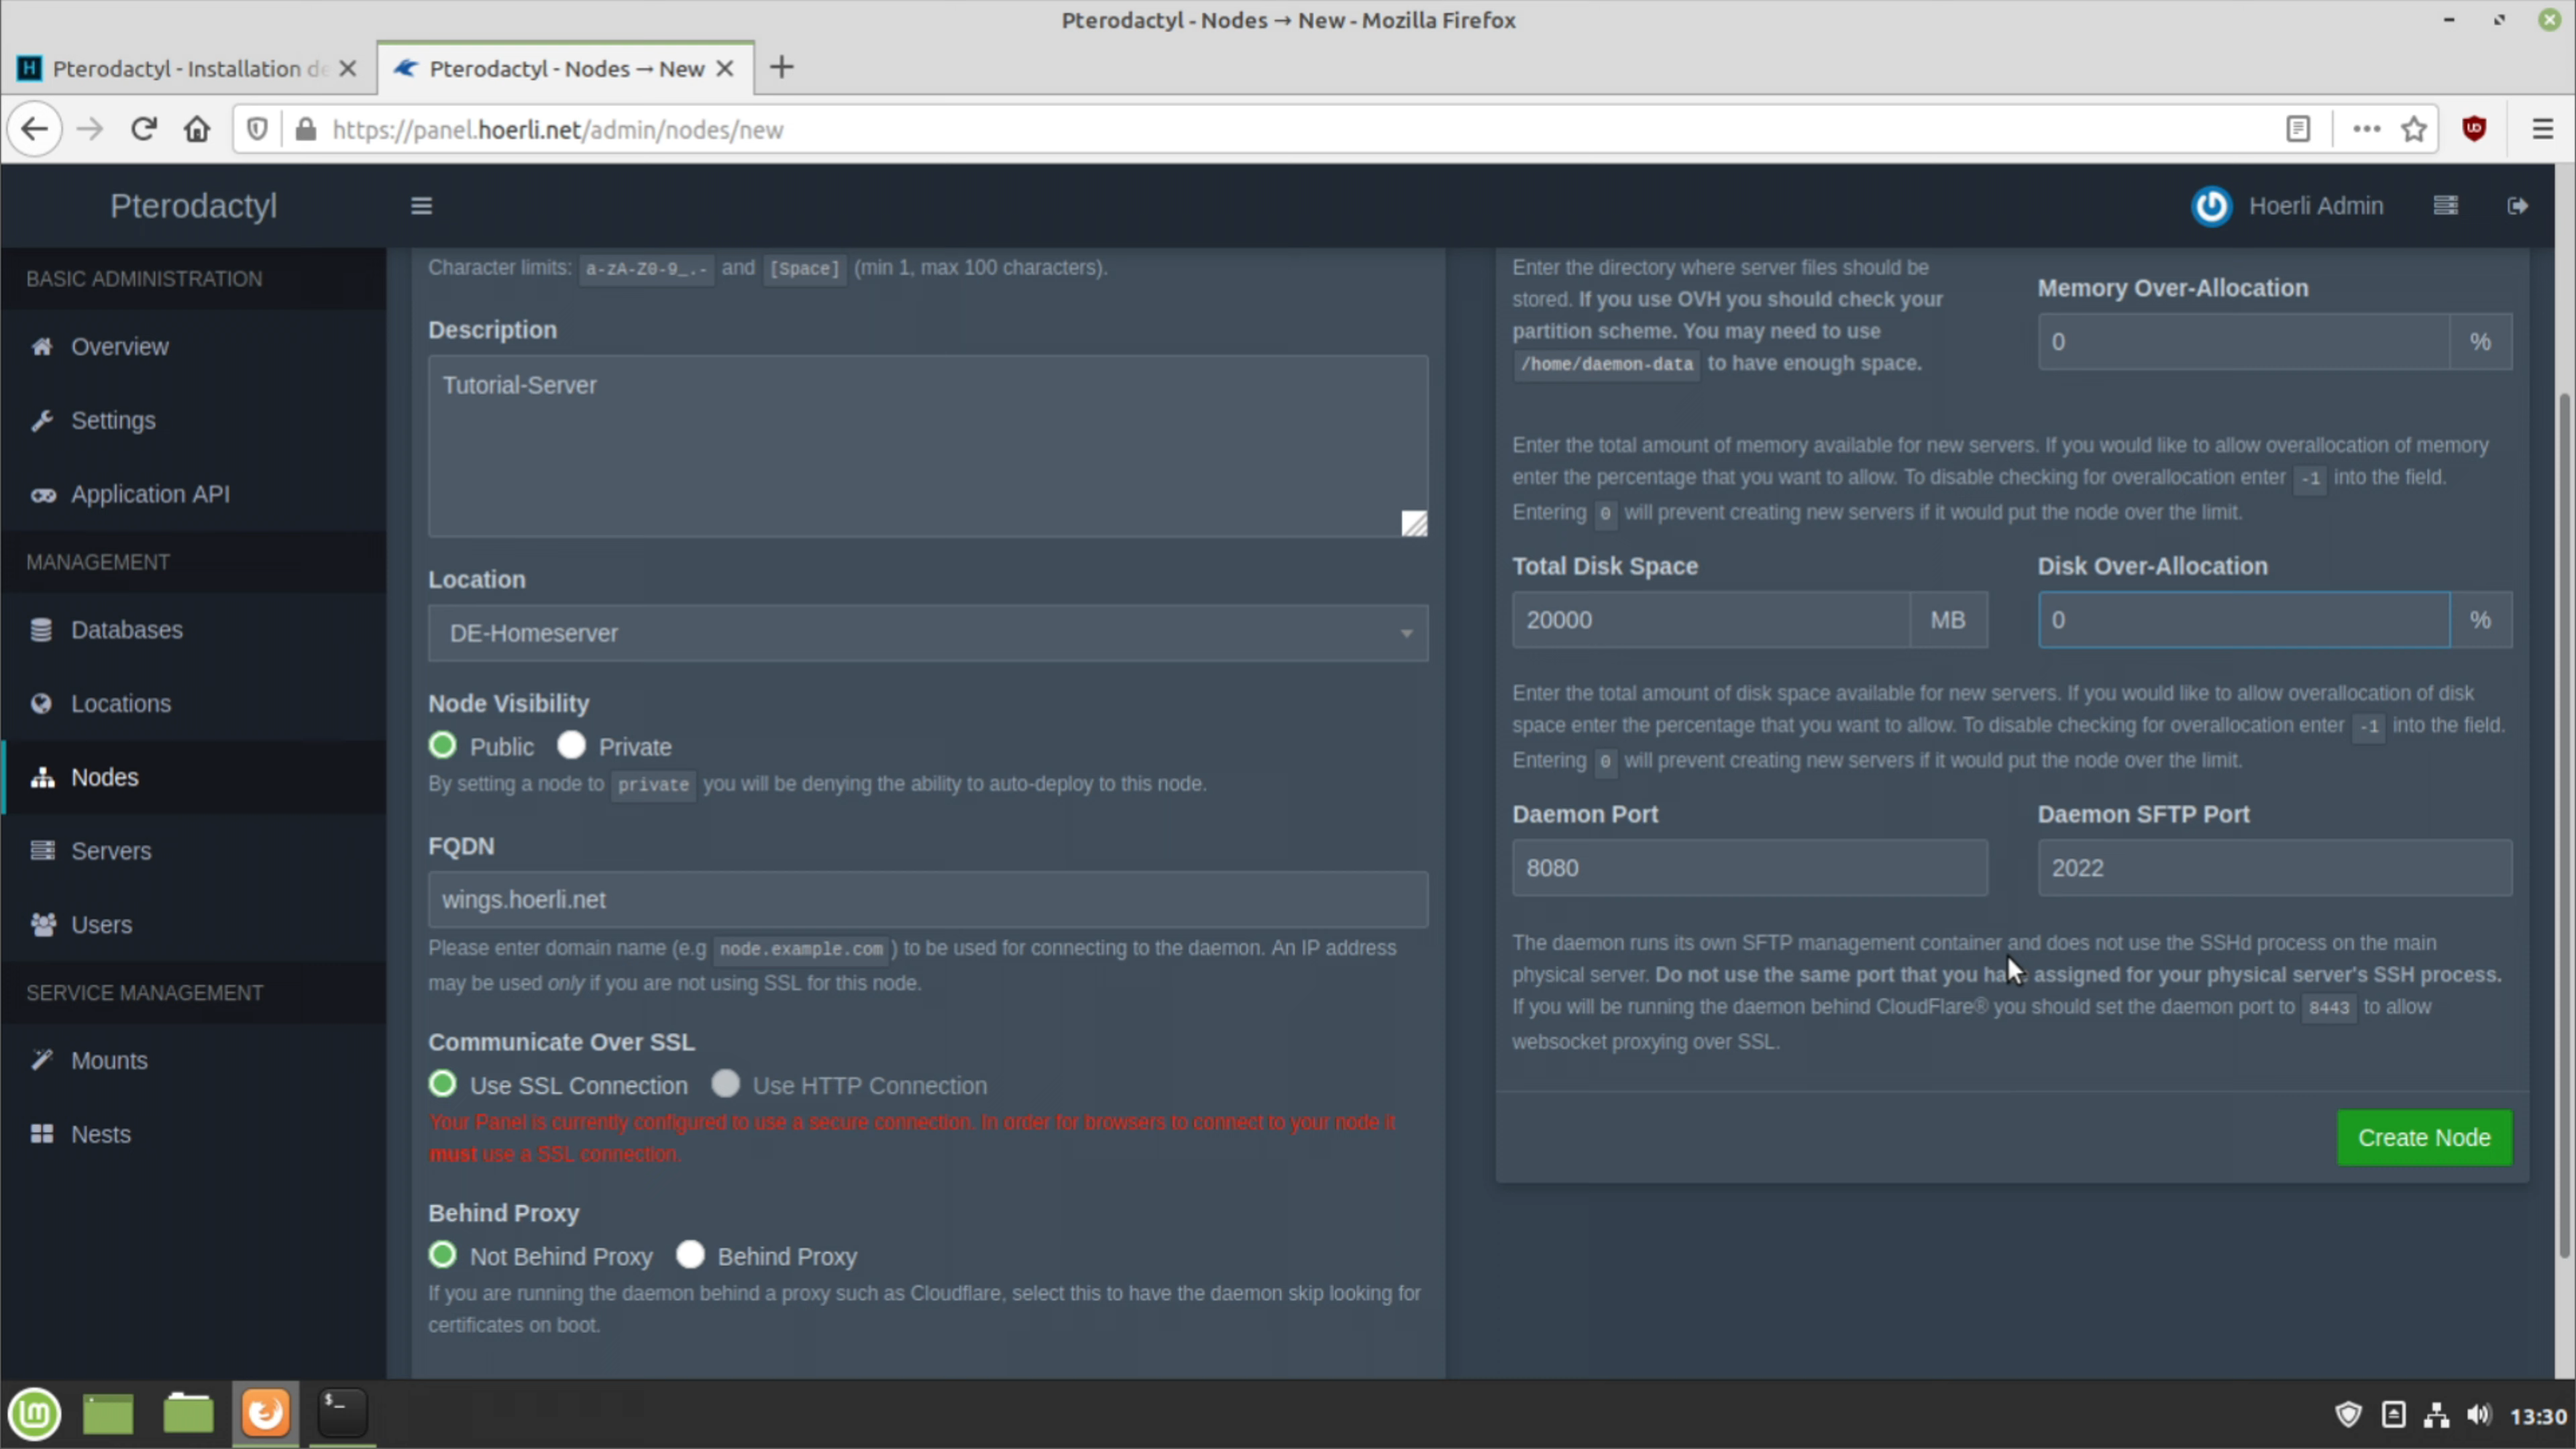 Pterodactyl - Nodes → New - Mozilla Firefox
Pterodactyl - Installation de
Pterodactyl - Nodes → New
https://panel.hoerli.net/admin/nodes/new
Pterodactyl
Hoerli Admin
BASIC ADMINISTRATION
Overview
Settings
Application API
MANAGEMENT
Databases
Locations
Nodes
Servers
Users
SERVICE MANAGEMENT
Mounts
Nests
Character limits: a-zA-Z0-9_.- and [Space] (min 1, max 100 characters).
Description
Tutorial-Server
Location
DE-Homeserver
Node Visibility
Public Private
By setting a node to private you will be denying the ability to auto-deploy to this node.
FQDN
wings.hoerli.net
Please enter domain name (e.g node.example.com) to be used for connecting to the daemon. An IP address
may be used only if you are not using SSL for this node.
Communicate Over SSL
Use SSL Connection Use HTTP Connection
Your Panel is currently configured to use a secure connection. In order for browsers to connect to your node it
must use a SSL connection.
Behind Proxy
Not Behind Proxy Behind Proxy
If you are running the daemon behind a proxy such as Cloudflare, select this to have the daemon skip looking for
certificates on boot.
Enter the directory where server files should be
stored. If you use OVH you should check your
partition scheme. You may need to use
/home/daemon-data to have enough space.
Memory Over-Allocation
0 %
Enter the total amount of memory available for new servers. If you would like to allow overallocation of memory
enter the percentage that you want to allow. To disable checking for overallocation enter -1 into the field.
Entering 0 will prevent creating new servers if it would put the node over the limit.
Total Disk Space Disk Over-Allocation
20000 MB 0 %
Enter the total amount of disk space available for new servers. If you would like to allow overallocation of disk
space enter the percentage that you want to allow. To disable checking for overallocation enter -1 into the field.
Entering 0 will prevent creating new servers if it would put the node over the limit.
Daemon Port Daemon SFTP Port
8080 2022
The daemon runs its own SFTP management container and does not use the SSHd process on the main
physical server. Do not use the same port that you have assigned for your physical server's SSH process.
If you will be running the daemon behind CloudFlare® you should set the daemon port to 8443 to allow
websocket proxying over SSL.
Create Node
13:30